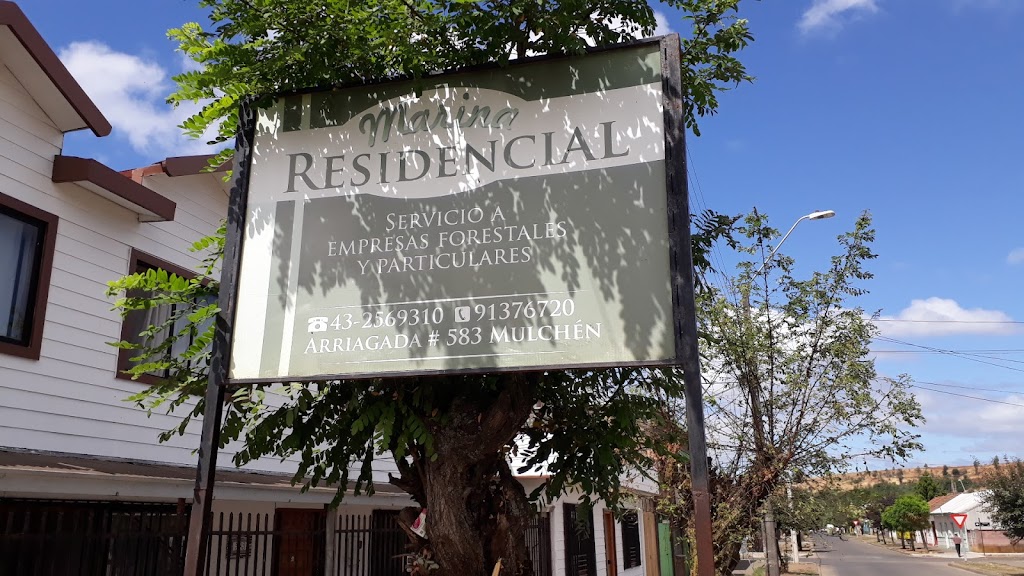 Marina
RESIDENCIAL
SERVICIO A
EMPRESAS FORESTALES
Y PARTICULARES
43-2569310 91376720
ARRIAGADA # 583 MULCHÉN